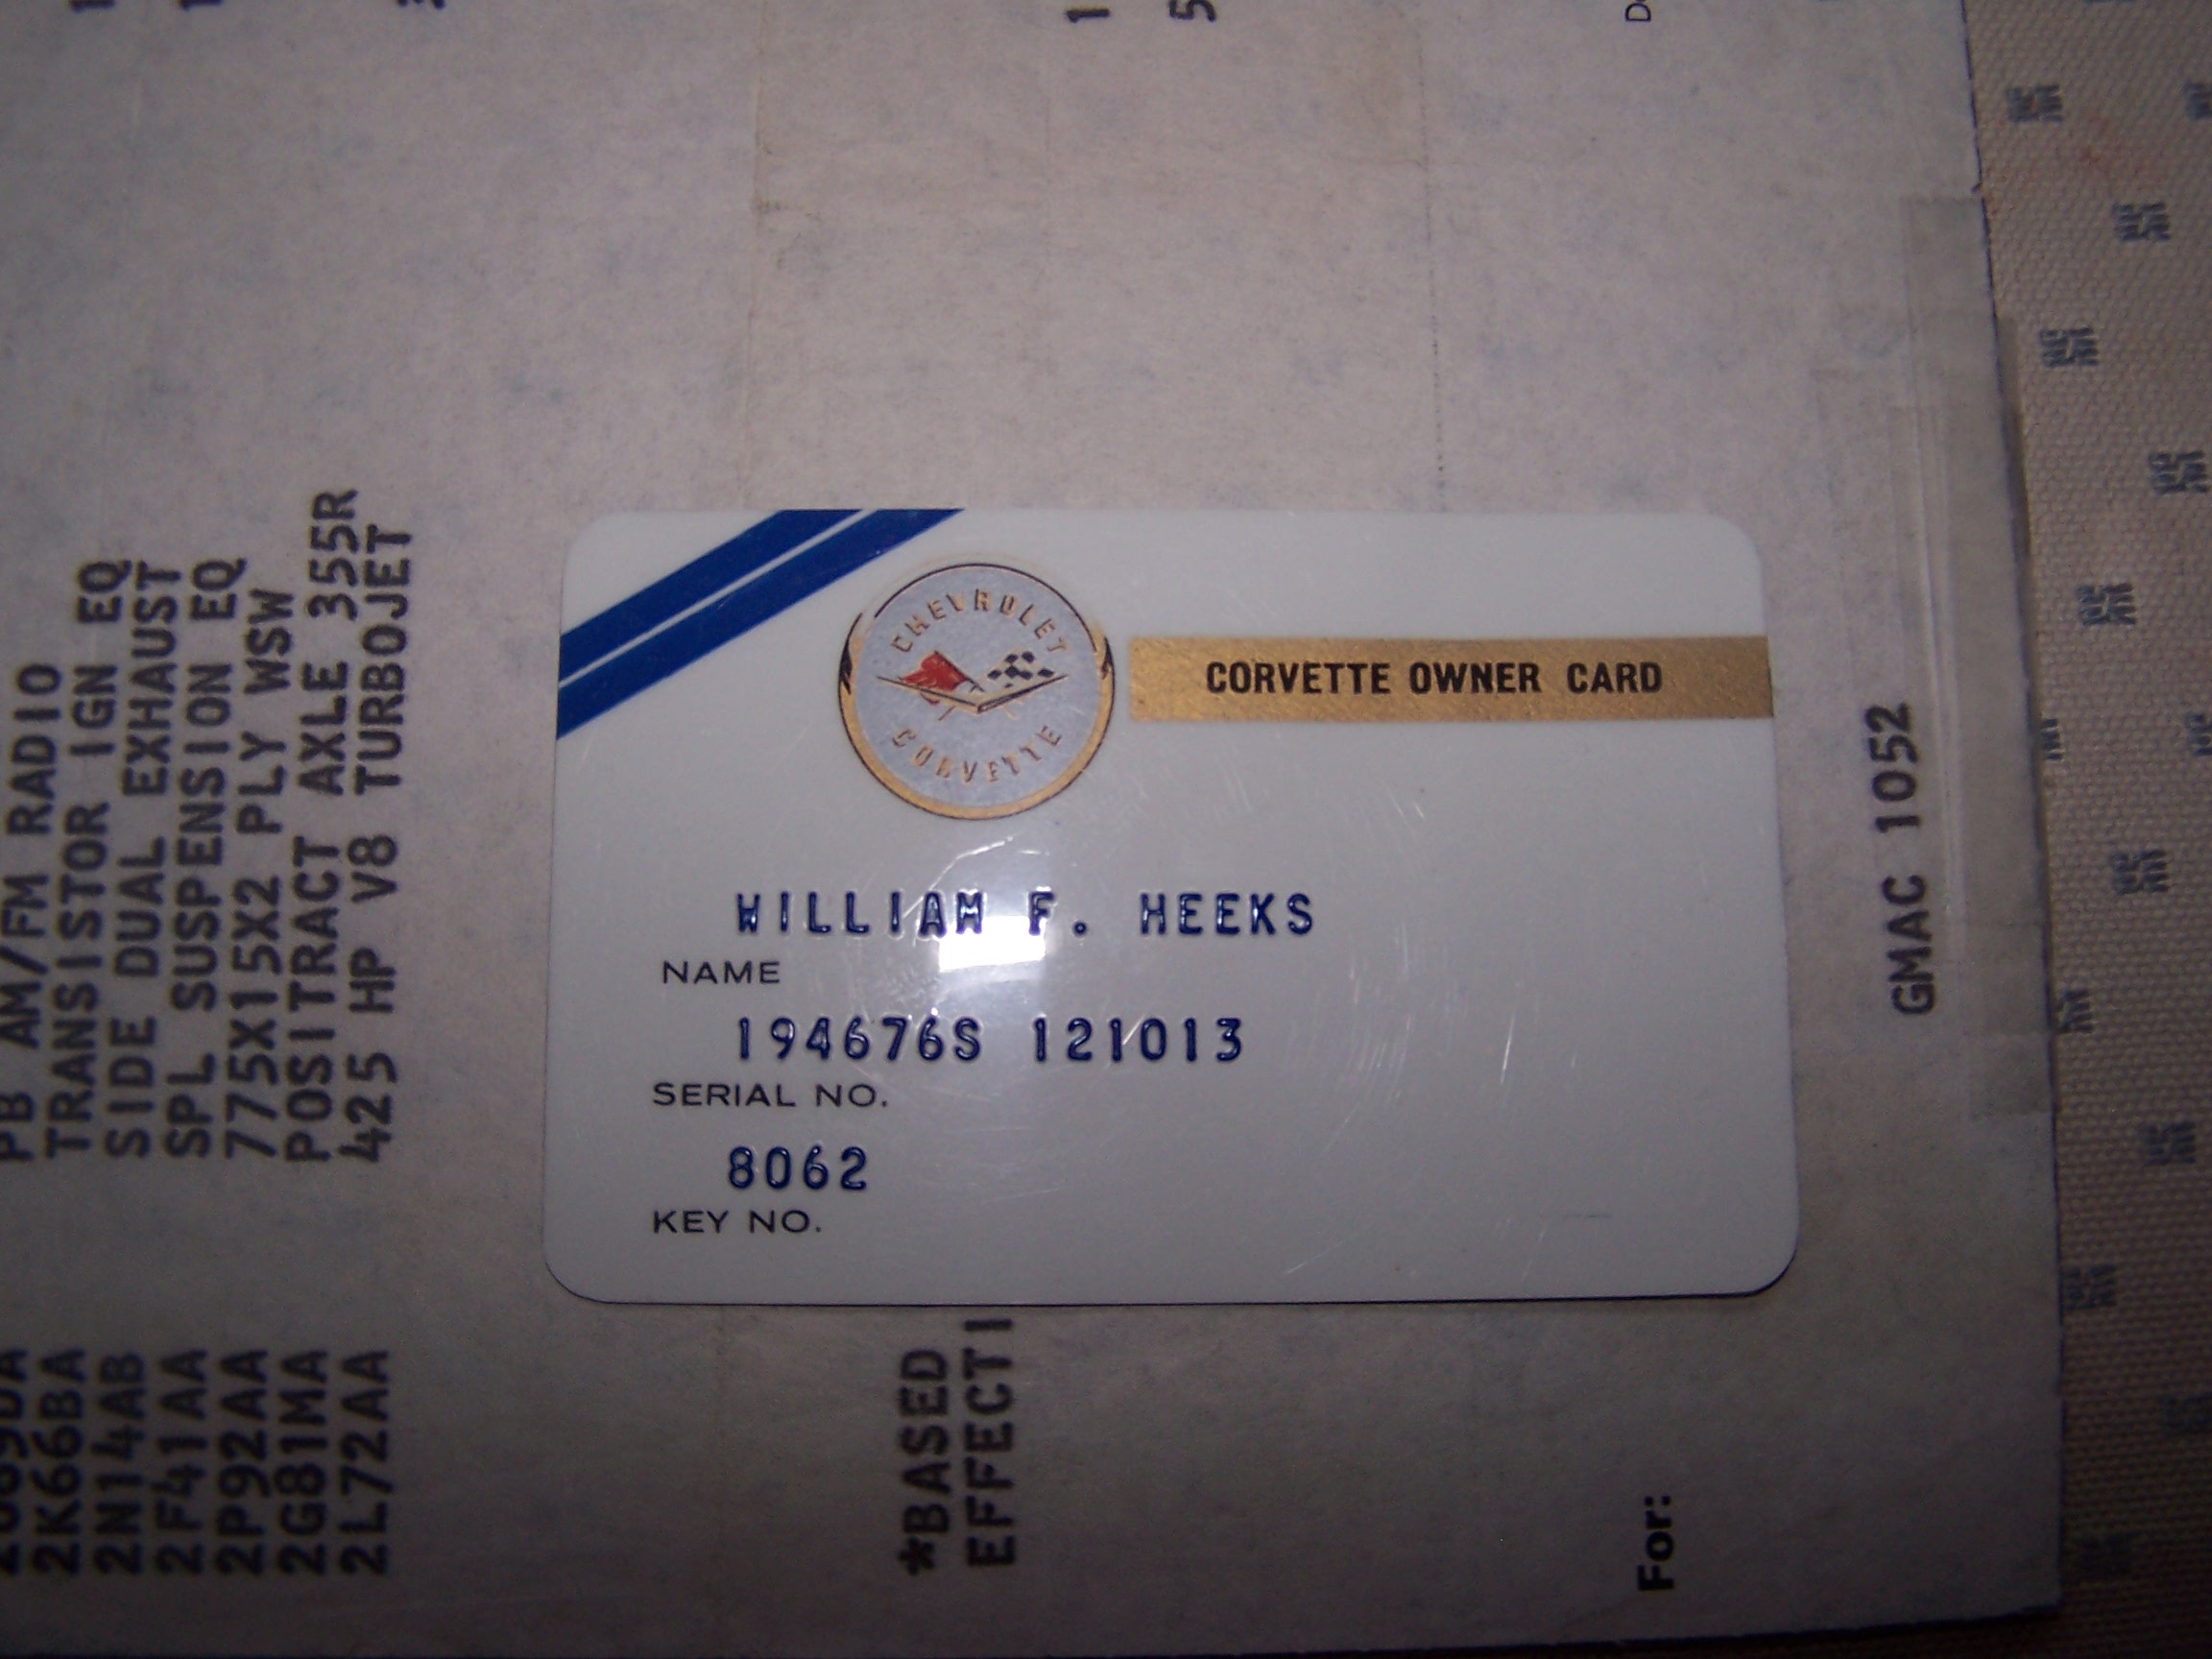 CHEVROLET
CORVETTE
CORVETTE OWNER CARD
WILLIAM F. HEEKS
NAME
194676S 121013
SERIAL NO.
8062
KEY NO.
PB AM/FM RADIO
2K66BA TRANSISTOR IGN EQ
2N14AB SIDE DUAL EXHAUST
2F41AA SPL SUSPENSION EQ
2P92AA 775X15X2 PLY WSW
2G81MA POSITRACT AXLE 355R
2L72AA 425 HP V8 TURBOJET
*BASED
EFFECTI
For:
GMAC 1052